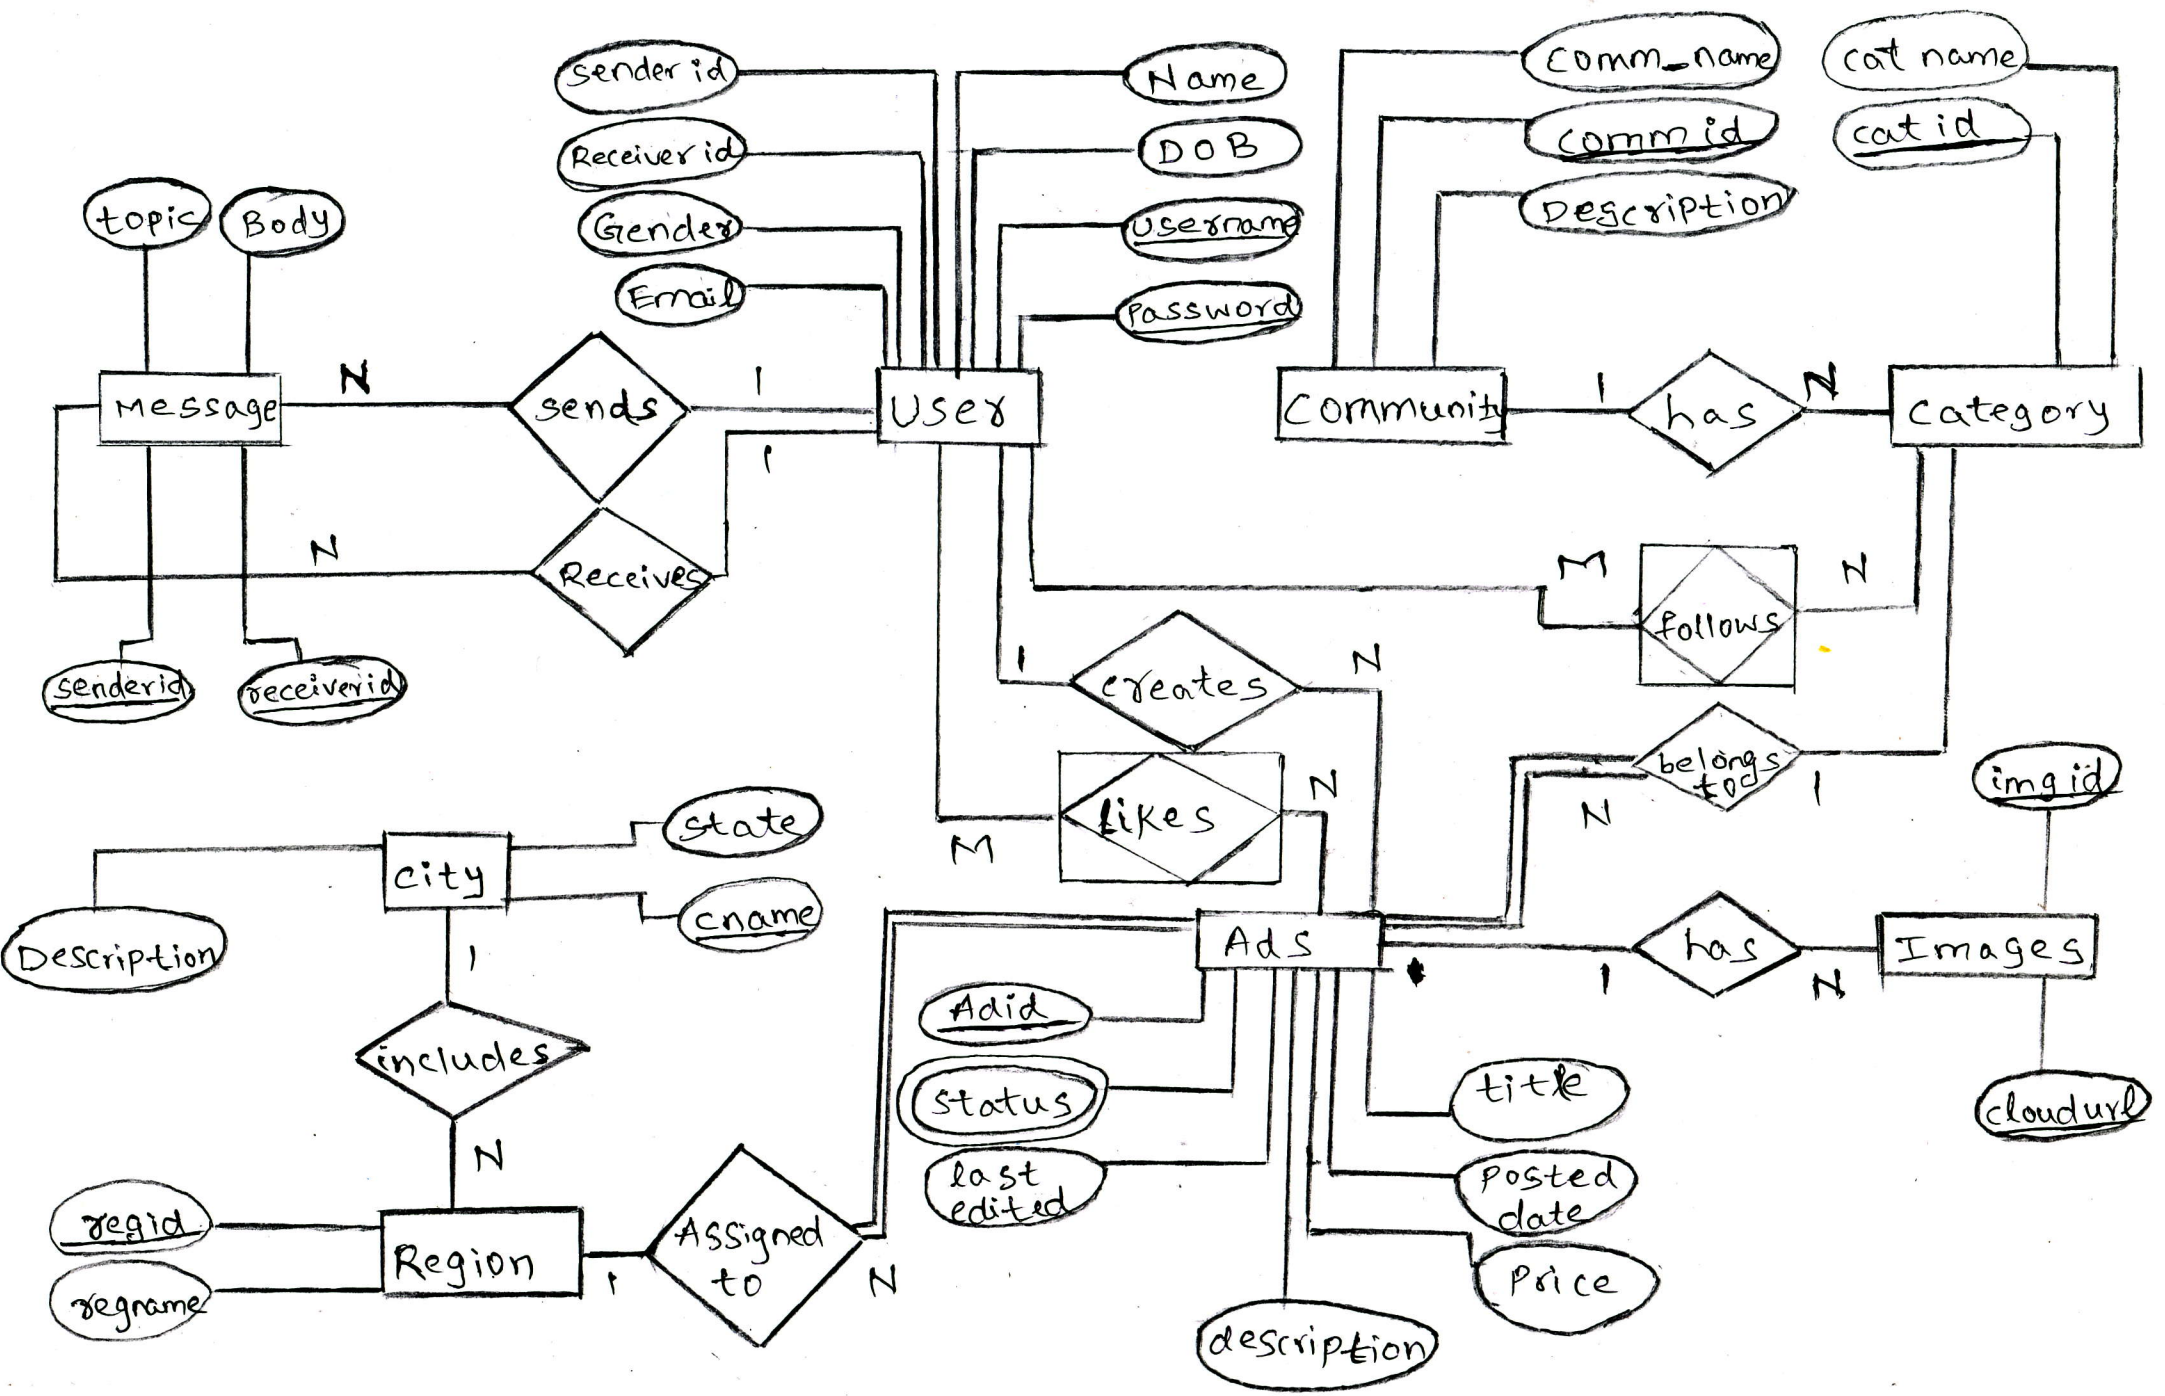 sender id
Name
comm_name
cat name
Receiver id
DOB
comm id
cat id
topic
Body
Gender
username
Description
Email
password
Message
N
sends
1
User
Community
1
has
N
Category
1
N
Receives
M
follows
N
senderid
receiverid
1
creates
N
belongs
to
N
1
imgid
M
likes
N
state
City
cname
Description
1
Ads
1
has
N
Images
includes
Adid
status
last
edited
title
posted
date
Price
description
cloudurl
N
regid
regname
Region
1
Assigned
to
N